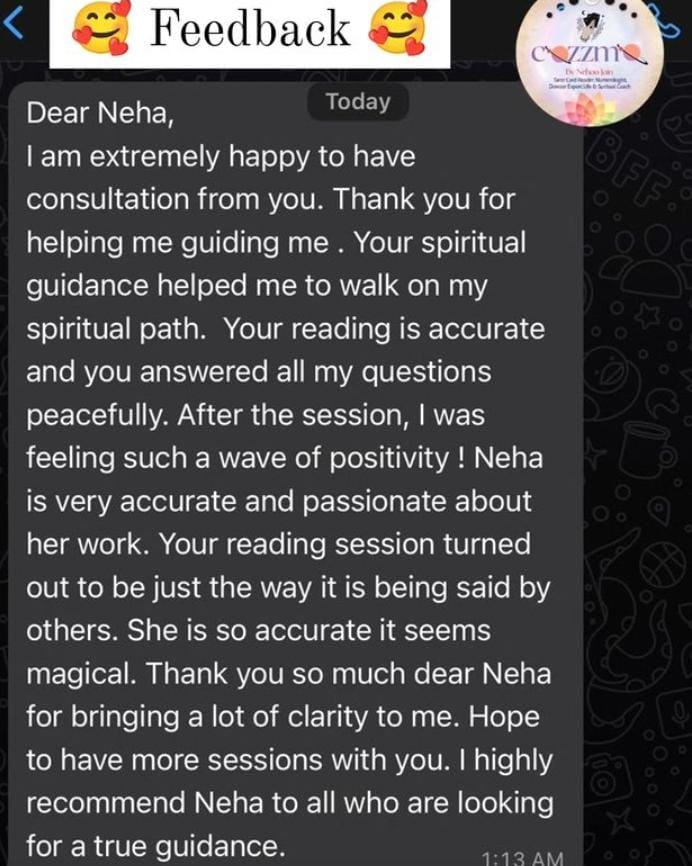 🥰 Feedback 🥰
cozzmo
By Nehaa Jain
Tarot Card Reader, Numerologist,
Dowser Expert, Life & Spiritual Coach
Today
Dear Neha,
I am extremely happy to have
consultation from you. Thank you for
helping me guiding me . Your spiritual
guidance helped me to walk on my
spiritual path.  Your reading is accurate
and you answered all my questions
peacefully. After the session, I was
feeling such a wave of positivity ! Neha
is very accurate and passionate about
her work. Your reading session turned
out to be just the way it is being said by
others. She is so accurate it seems
magical. Thank you so much dear Neha
for bringing a lot of clarity to me. Hope
to have more sessions with you. I highly
recommend Neha to all who are looking
for a true guidance.
1:13 AM
BFF